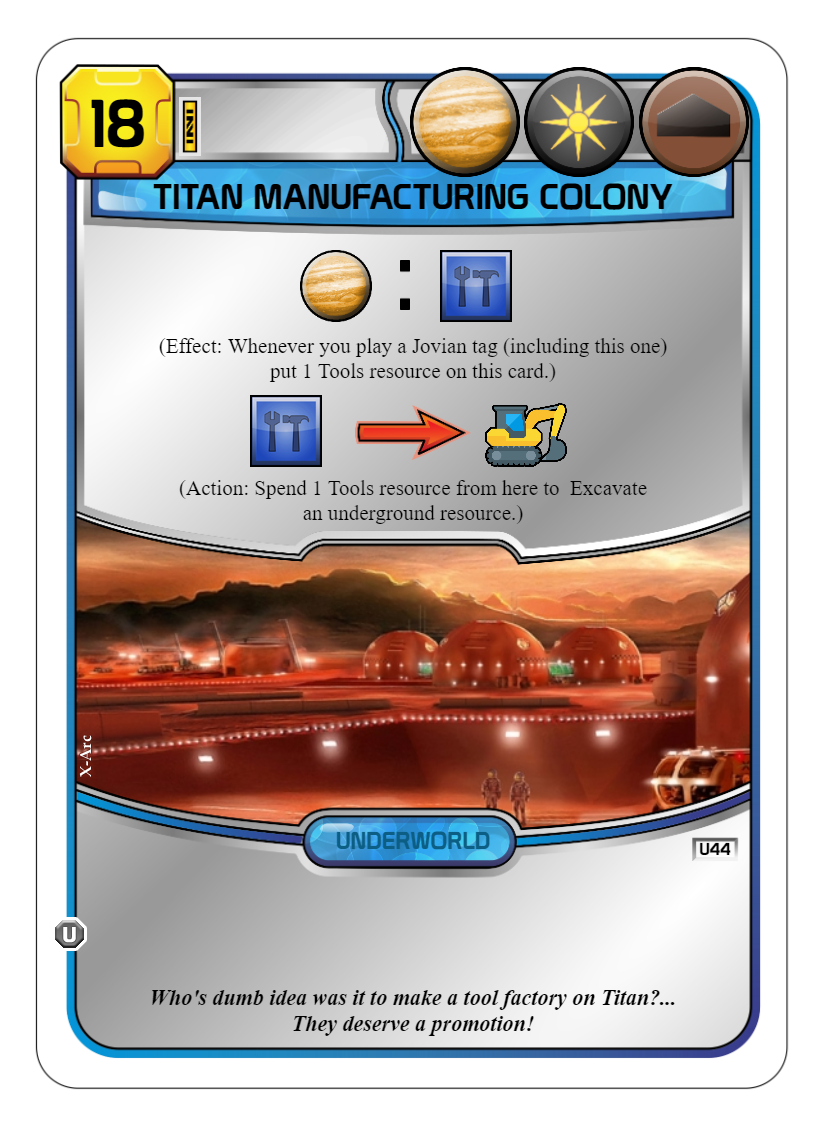 18
TITAN MANUFACTURING COLONY
:
(Effect: Whenever you play a Jovian tag (including this one)
put 1 Tools resource on this card.)
(Action: Spend 1 Tools resource from here to Excavate
an underground resource.)
X-Arc
UNDERWORLD
U44
U
Who's dumb idea was it to make a tool factory on Titan?...
They deserve a promotion!